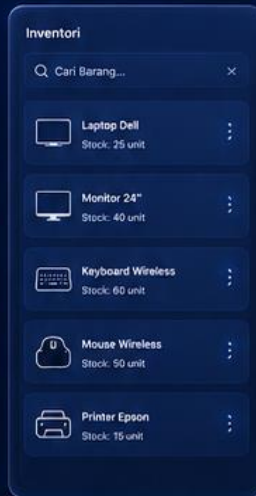 Inventori
Cari Barang...
Laptop Dell
Stock: 25 unit
Monitor 24"
Stock: 40 unit
Keyboard Wireless
Stock: 60 unit
Mouse Wireless
Stock: 50 unit
Printer Epson
Stock: 15 unit